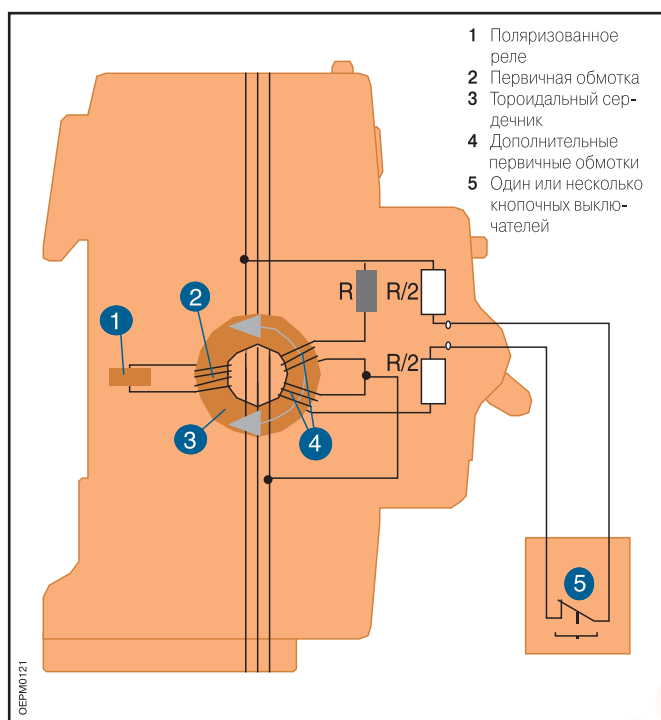 1 Поляризованное
реле
2 Первичная обмотка
3 Тороидальный сер-
дечник
4 Дополнительные
первичные обмотки
5 Один или несколько
кнопочных выклю-
чателей
R
R/2
R/2
1
2
3
4
5
OEPM0121